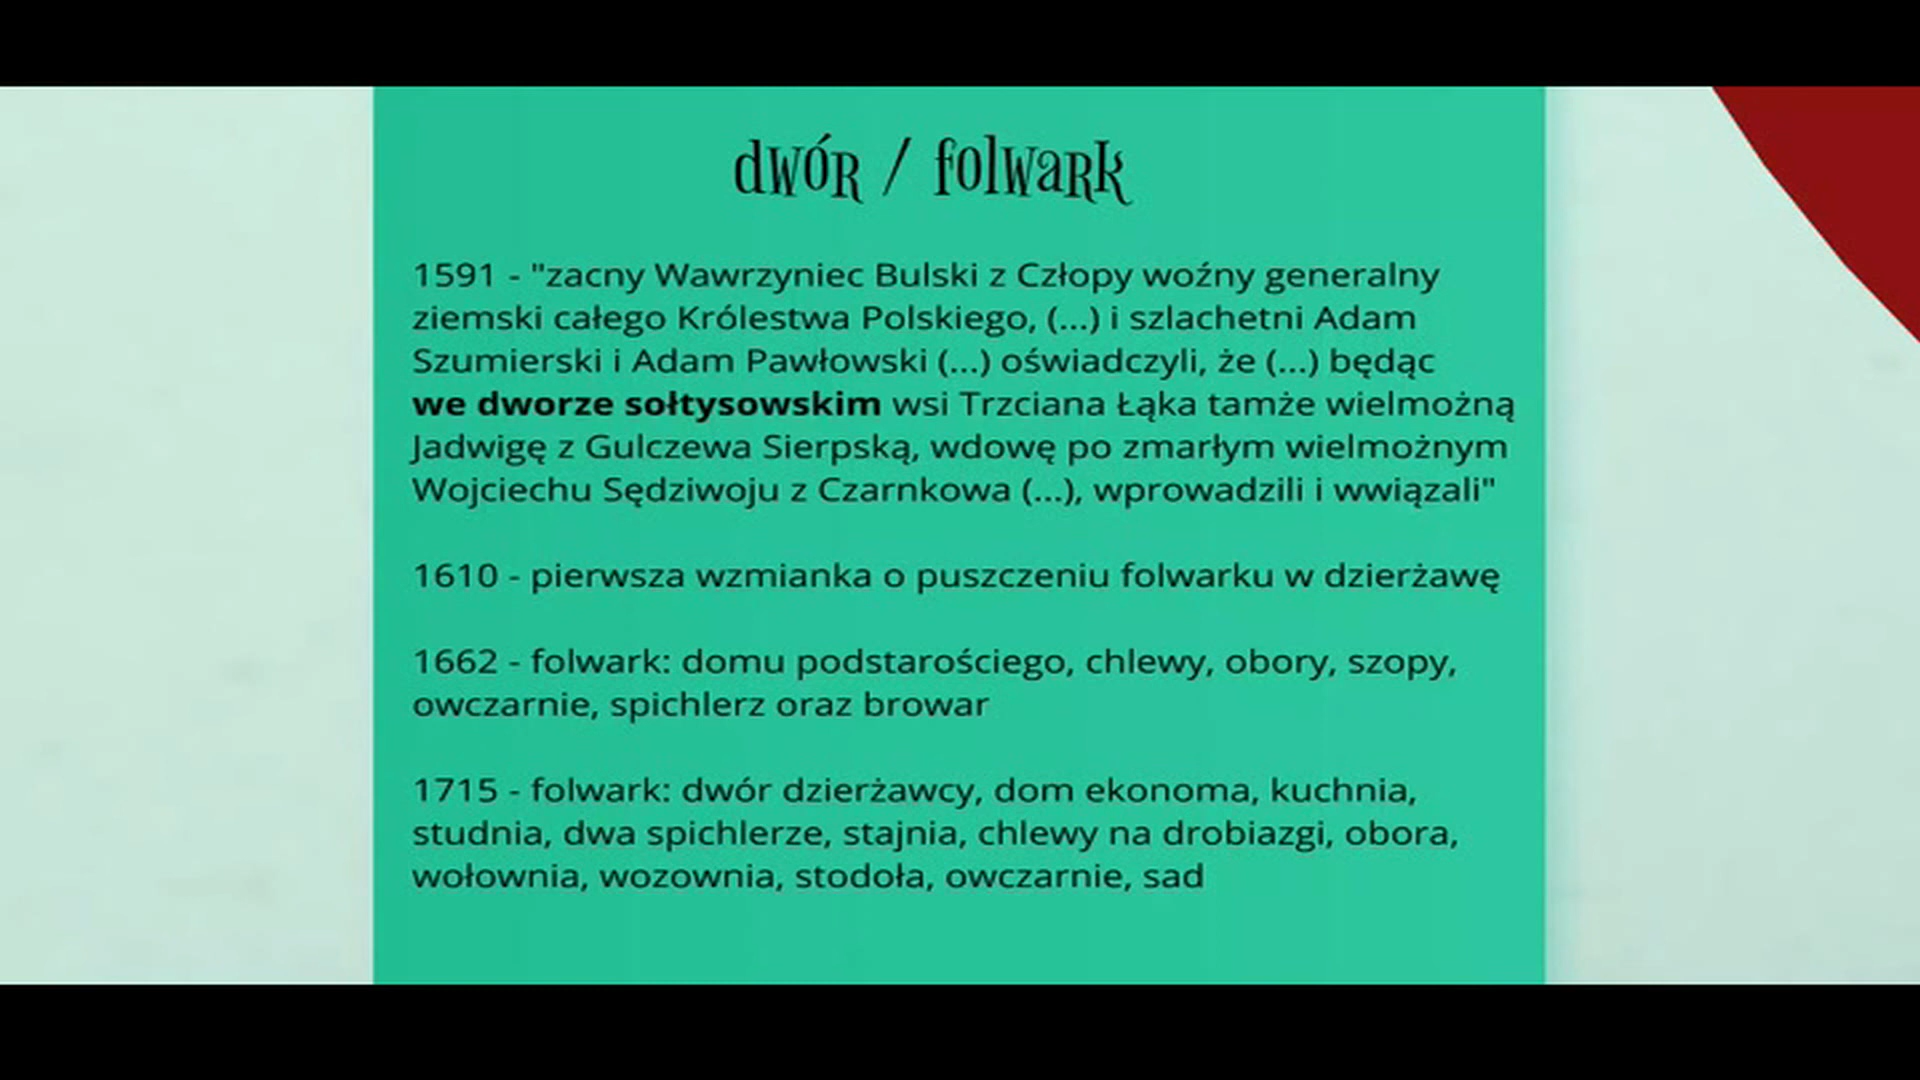 dwór / folwark
1591 - "zacny Wawrzyniec Bulski z Człopy woźny generalny
ziemski całego Królestwa Polskiego, (...) i szlachetni Adam
Szumierski i Adam Pawłowski (...) oświadczyli, że (...) będąc
we dworze sołtysowskim wsi Trzciana Łąka tamże wielmożną
Jadwigę z Gulczewa Sierpską, wdowę po zmarłym wielmożnym
Wojciechu Sędziwoju z Czarnkowa (...), wprowadzili i wwiązali"
1610 - pierwsza wzmianka o puszczeniu folwarku w dzierżawę
1662 - folwark: domu podstarościego, chlewy, obory, szopy,
owczarnie, spichlerz oraz browar
1715 - folwark: dwór dzierżawcy, dom ekonoma, kuchnia,
studnia, dwa spichlerze, stajnia, chlewy na drobiazgi, obora,
wołownia, wozownia, stodoła, owczarnie, sad